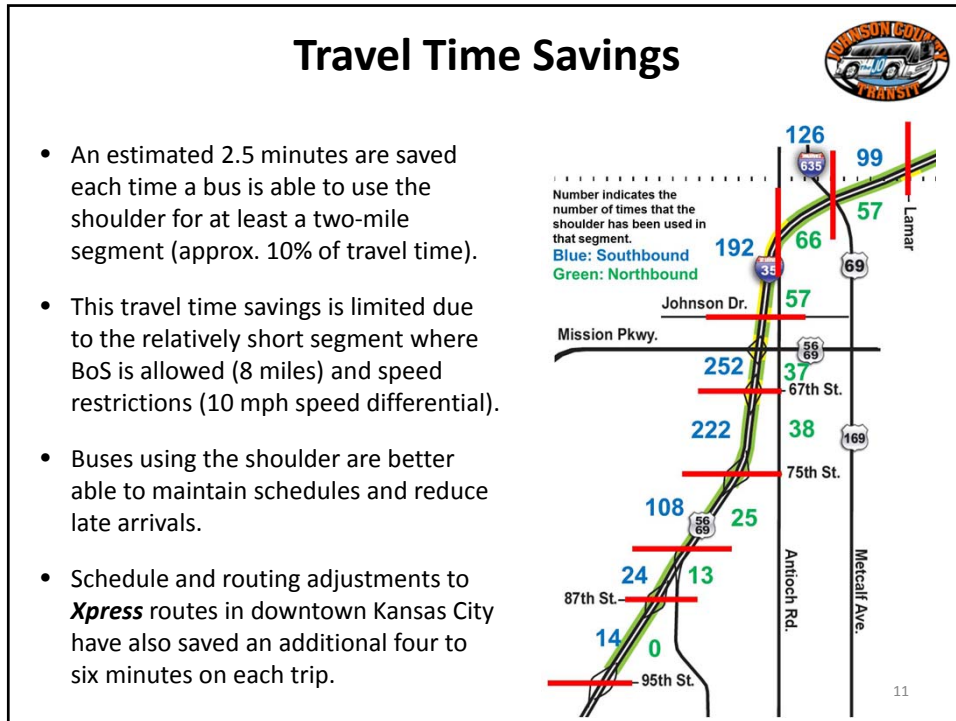 Travel Time Savings
JOHNSON COUNTY
The JO
TRANSIT
• An estimated 2.5 minutes are saved
each time a bus is able to use the
shoulder for at least a two-mile
segment (approx. 10% of travel time).
• This travel time savings is limited due
to the relatively short segment where
BoS is allowed (8 miles) and speed
restrictions (10 mph speed differential).
• Buses using the shoulder are better
able to maintain schedules and reduce
late arrivals.
• Schedule and routing adjustments to
Xpress routes in downtown Kansas City
have also saved an additional four to
six minutes on each trip.
126
635
99
Number indicates the
number of times that the
shoulder has been used in
that segment.
Blue: Southbound
Green: Northbound
57
Lamar
66
192
35
69
57
Johnson Dr.
Mission Pkwy.
56
69
252
37
67th St.
222
38
169
75th St.
108
56
69
25
Antioch Rd.
Metcalf Ave.
24
13
87th St.
14
0
95th St.
11